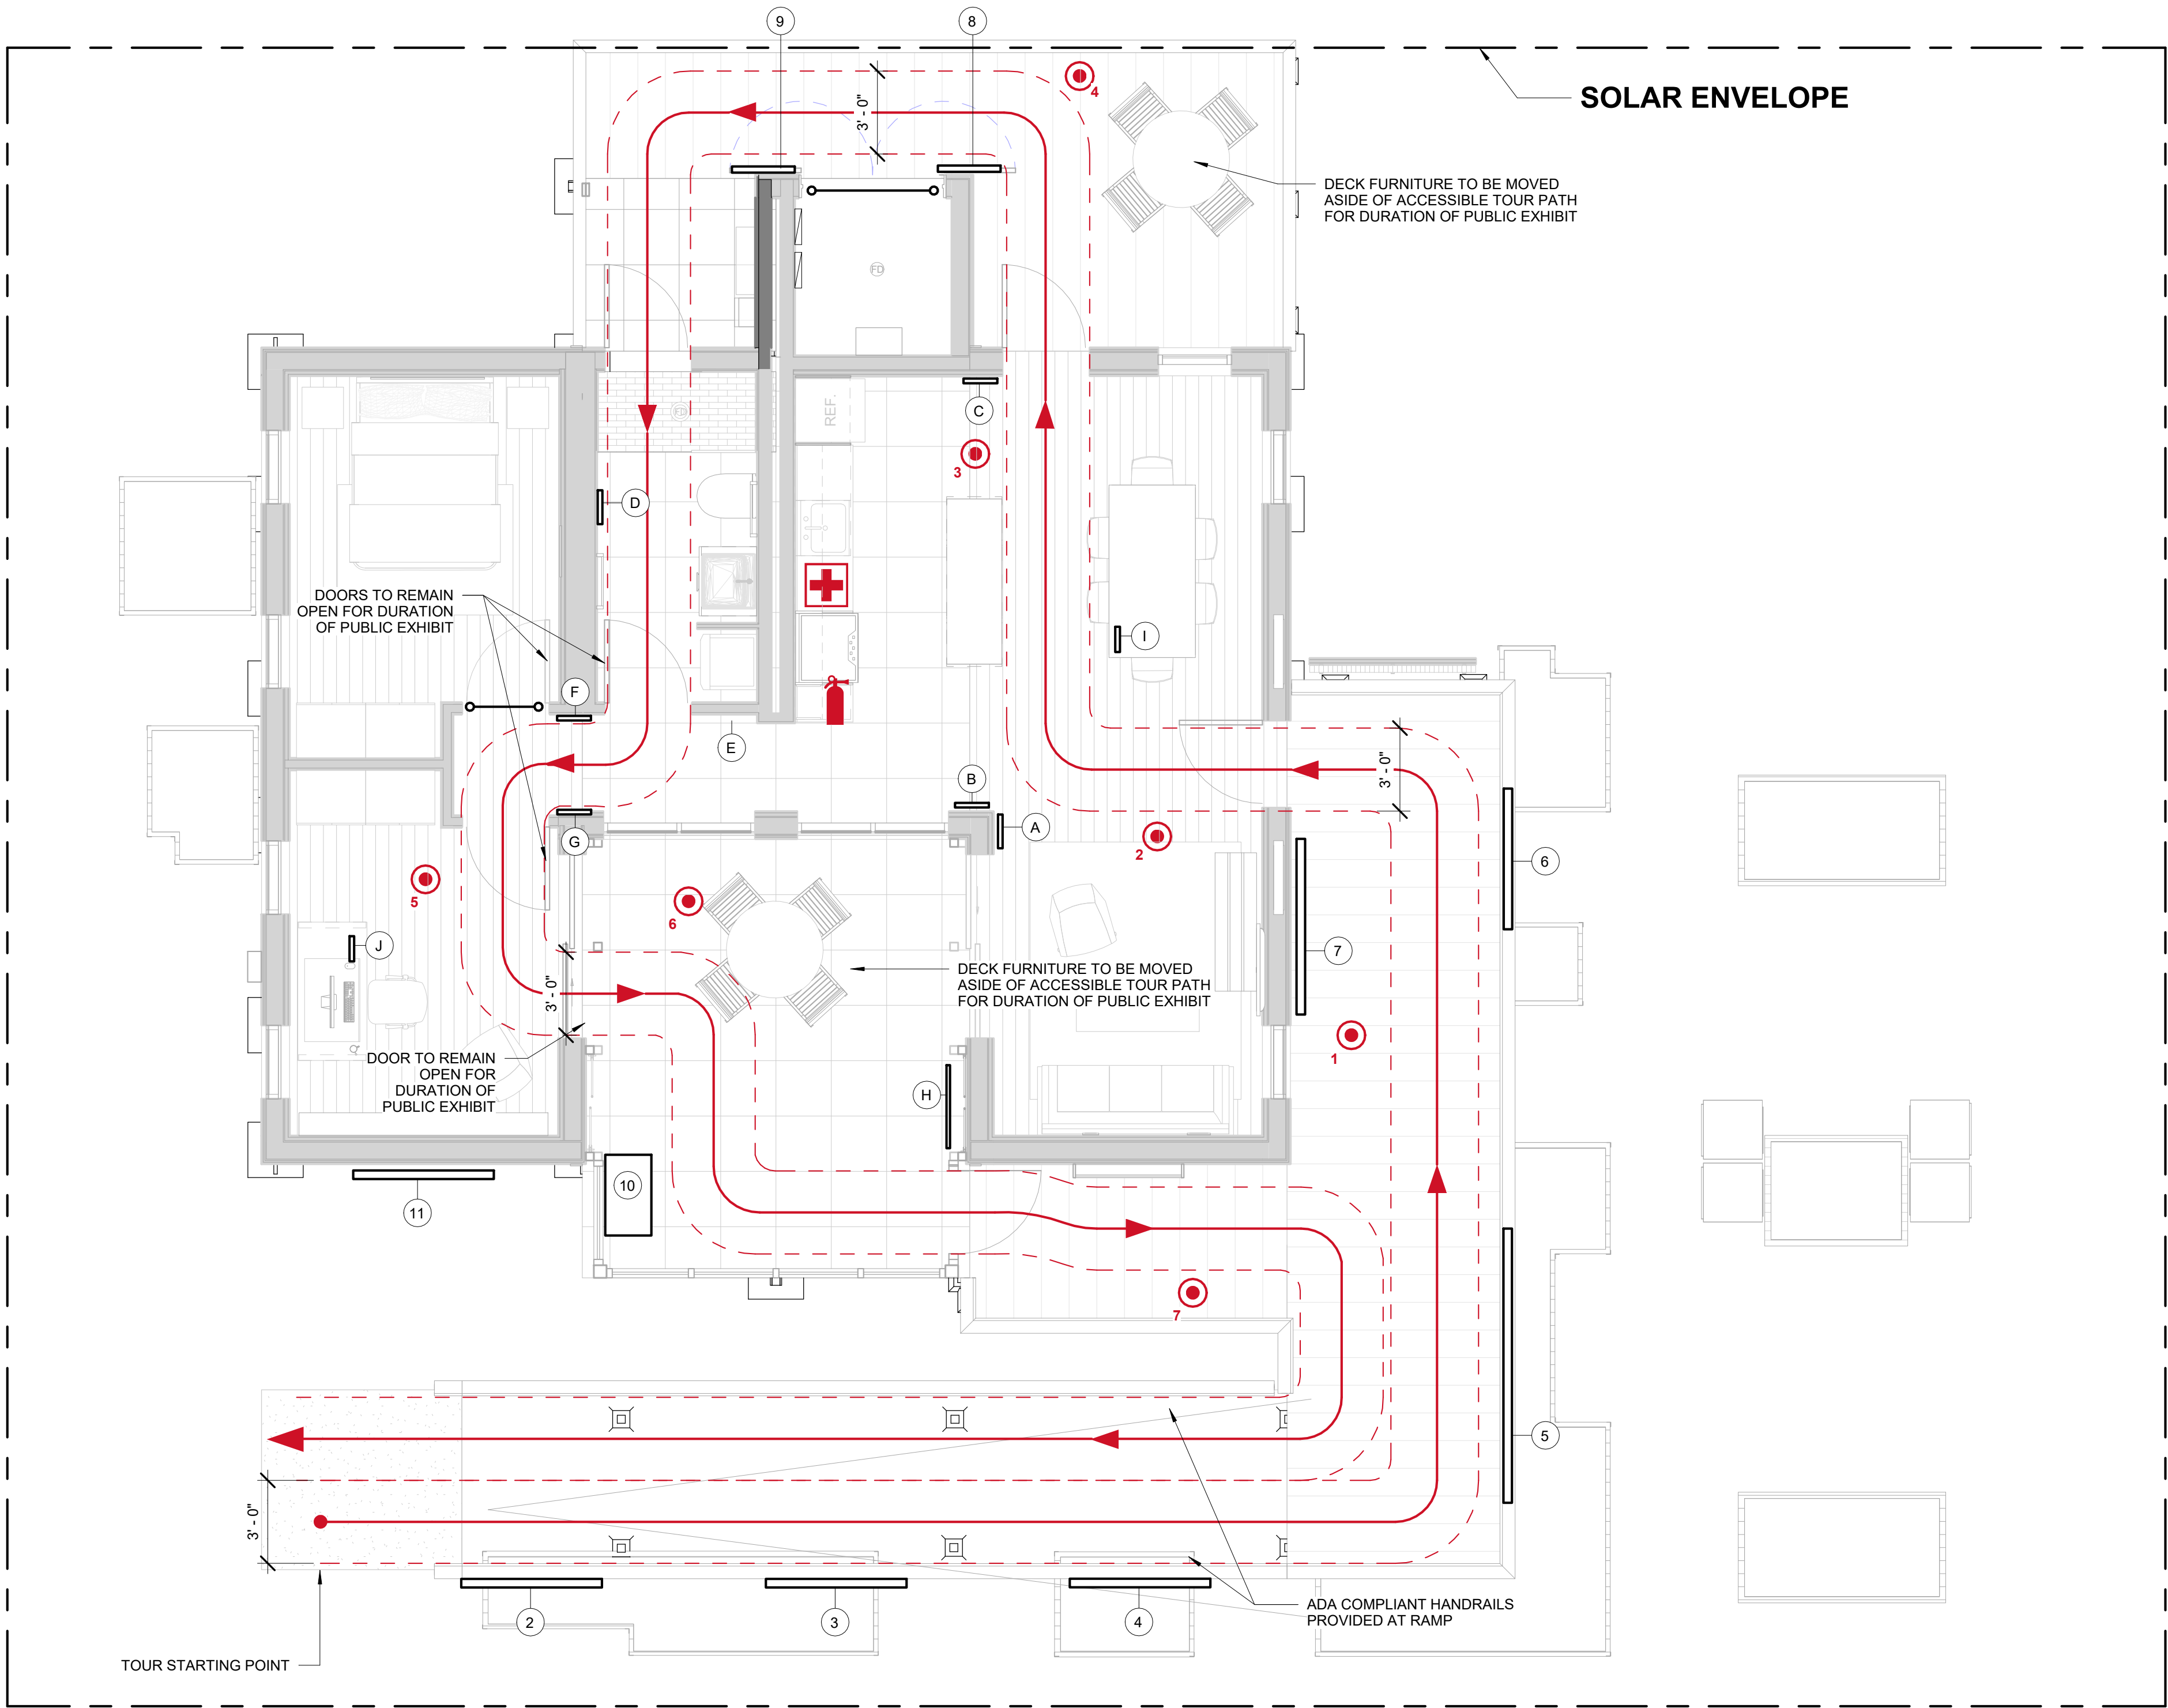 9
8
SOLAR ENVELOPE
4
3' - 0"
DECK FURNITURE TO BE MOVED
ASIDE OF ACCESSIBLE TOUR PATH
FOR DURATION OF PUBLIC EXHIBIT
FD
REF.
C
FD
3
D
DOORS TO REMAIN
OPEN FOR DURATION
OF PUBLIC EXHIBIT
I
F
E
3' - 0"
B
A
G
2
6
5
6
J
7
DECK FURNITURE TO BE MOVED
ASIDE OF ACCESSIBLE TOUR PATH
FOR DURATION OF PUBLIC EXHIBIT
3' - 0"
1
DOOR TO REMAIN
OPEN FOR
DURATION OF
PUBLIC EXHIBIT
H
10
11
7
5
3' - 0"
2
3
4
ADA COMPLIANT HANDRAILS
PROVIDED AT RAMP
TOUR STARTING POINT